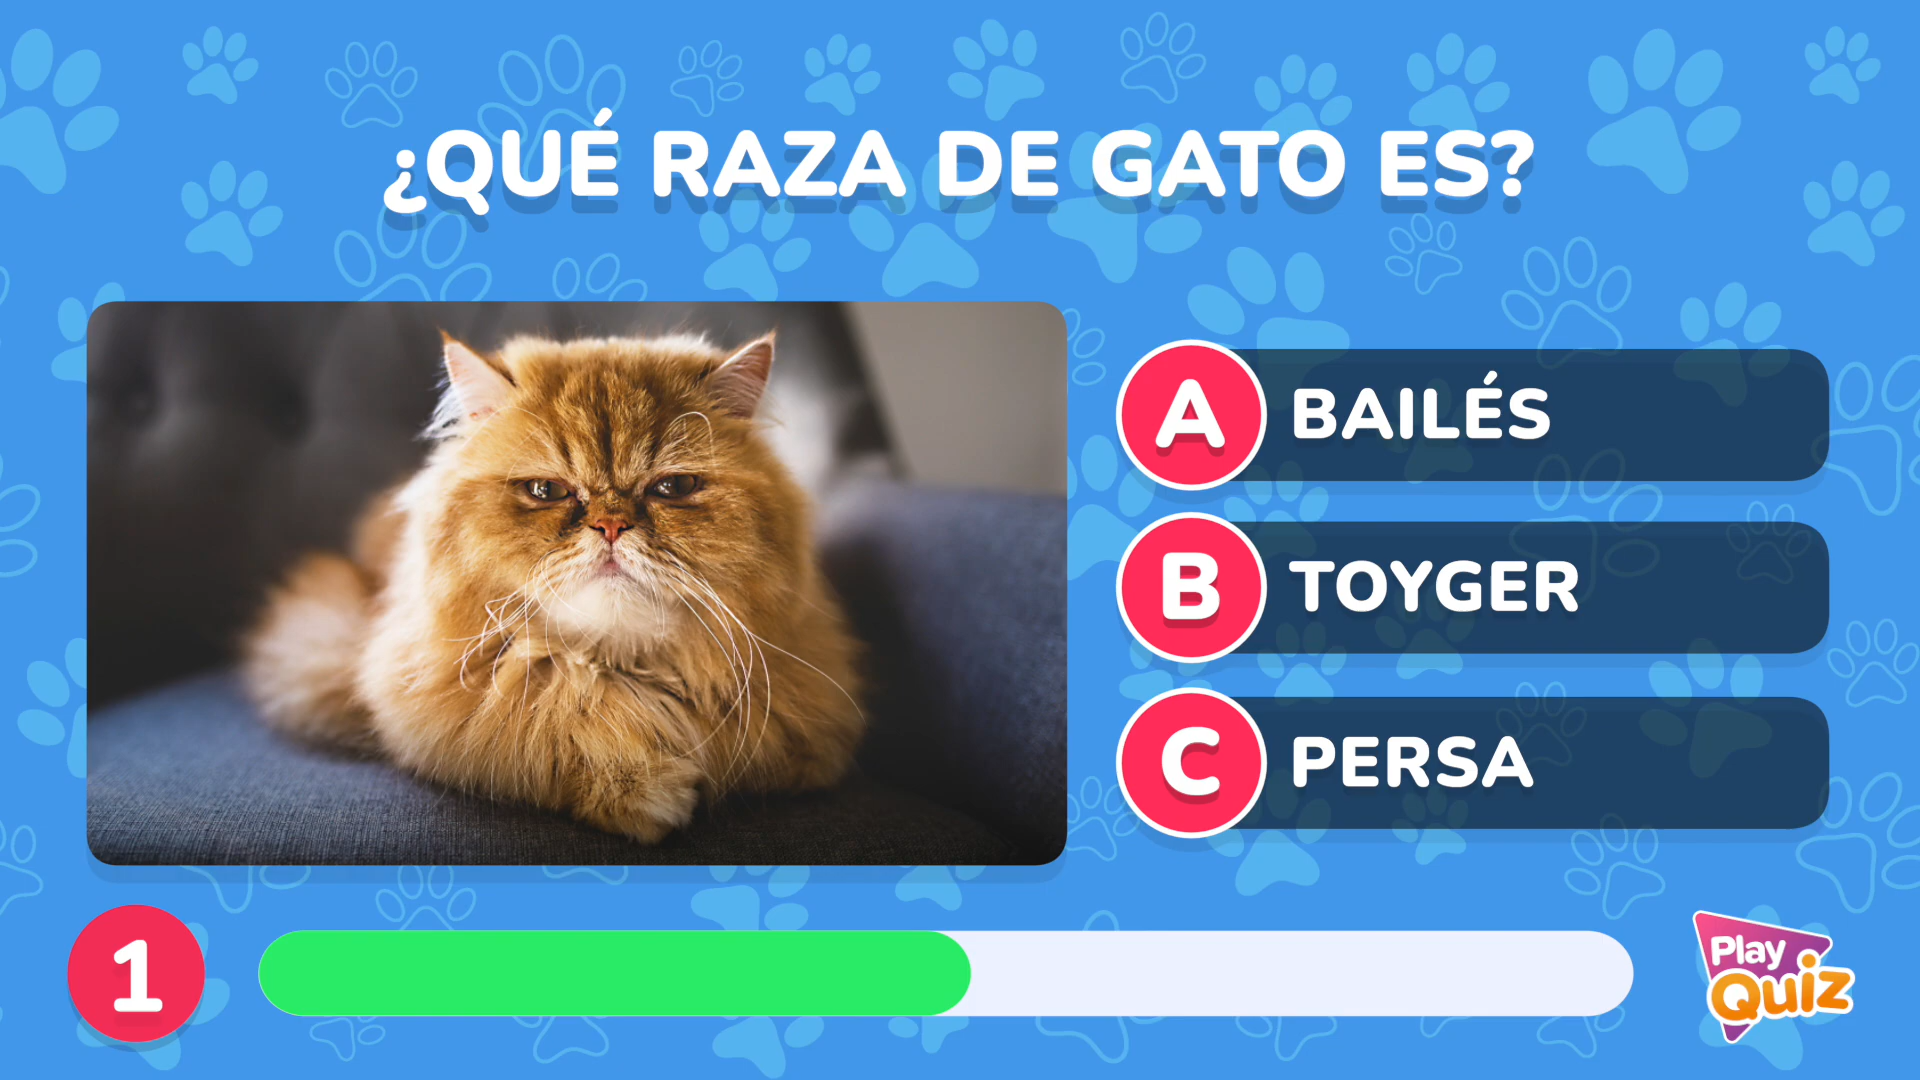 ¿QUÉ RAZA DE GATO ES?
A BAILÉS
B TOYGER
C PERSA
1
Play
Quiz